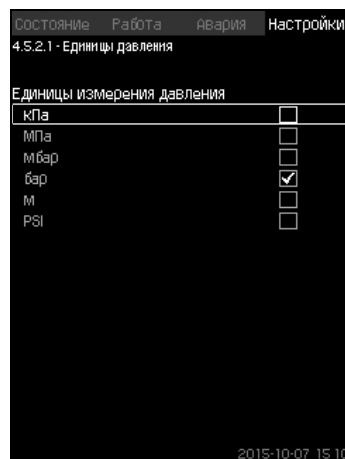 Состояние Работа Авария Настройки
4.5.2.1 - Единицы давления
Единицы измерения давления
кПа
МПа
Мбар
бар
М
PSI
2015-10-07 15:10